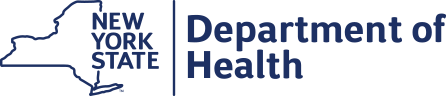 NEW
YORK
STATE
Department of
Health